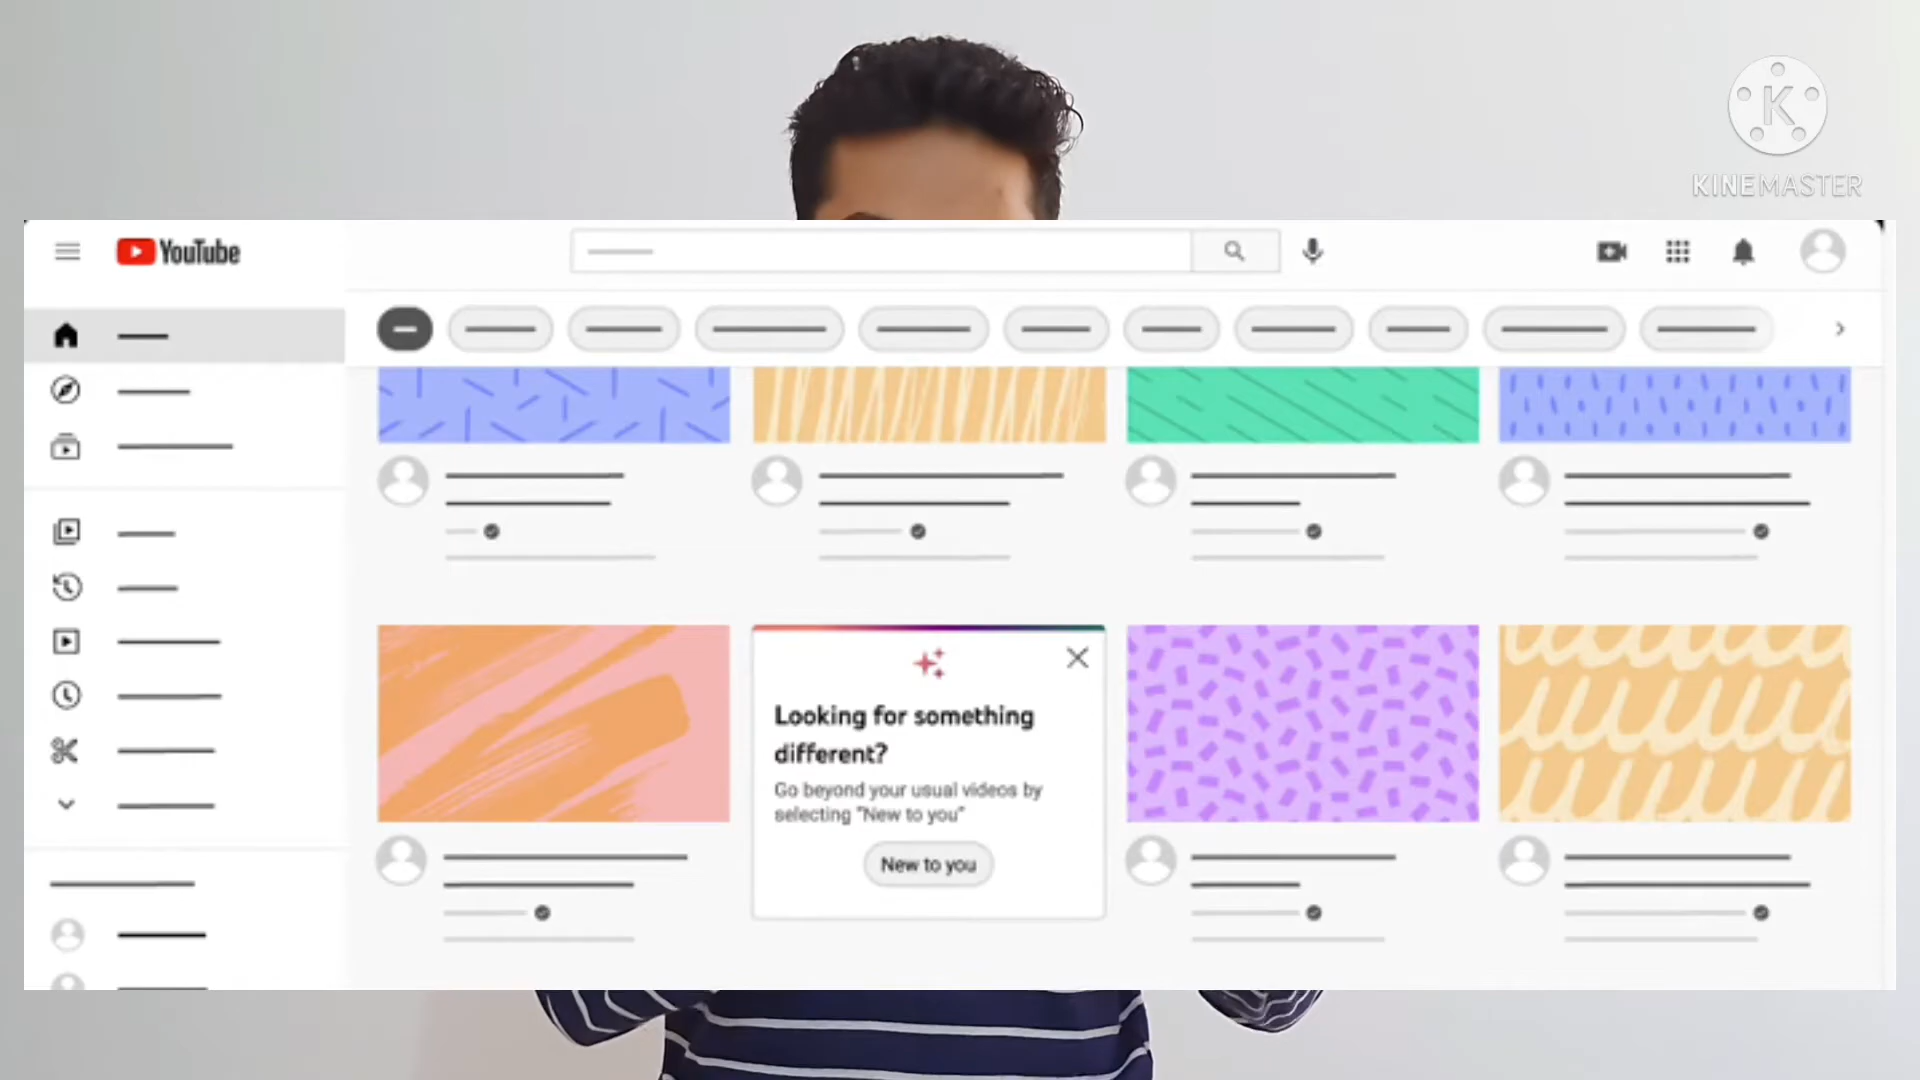 KINEMASTER
YouTube
Looking for something
different?
Go beyond your usual videos by
selecting "New to you"
New to you